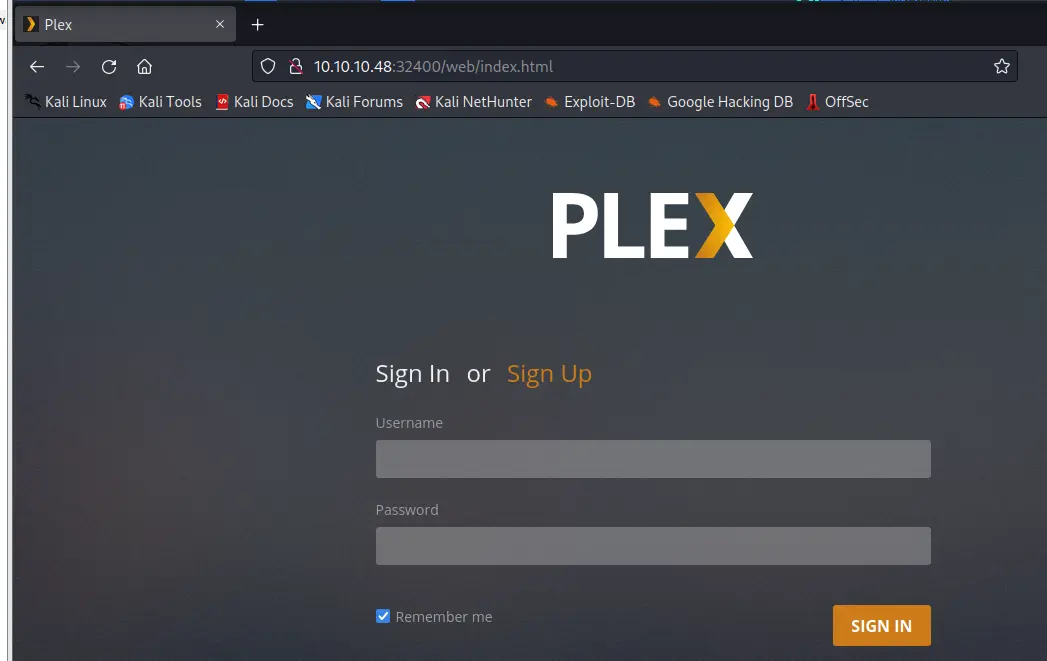 Plex
10.10.10.48:32400/web/index.html
Kali Linux Kali Tools Kali Docs Kali Forums Kali NetHunter Exploit-DB Google Hacking DB OffSec
PLEX
Sign In or Sign Up
Username
Password
Remember me
SIGN IN